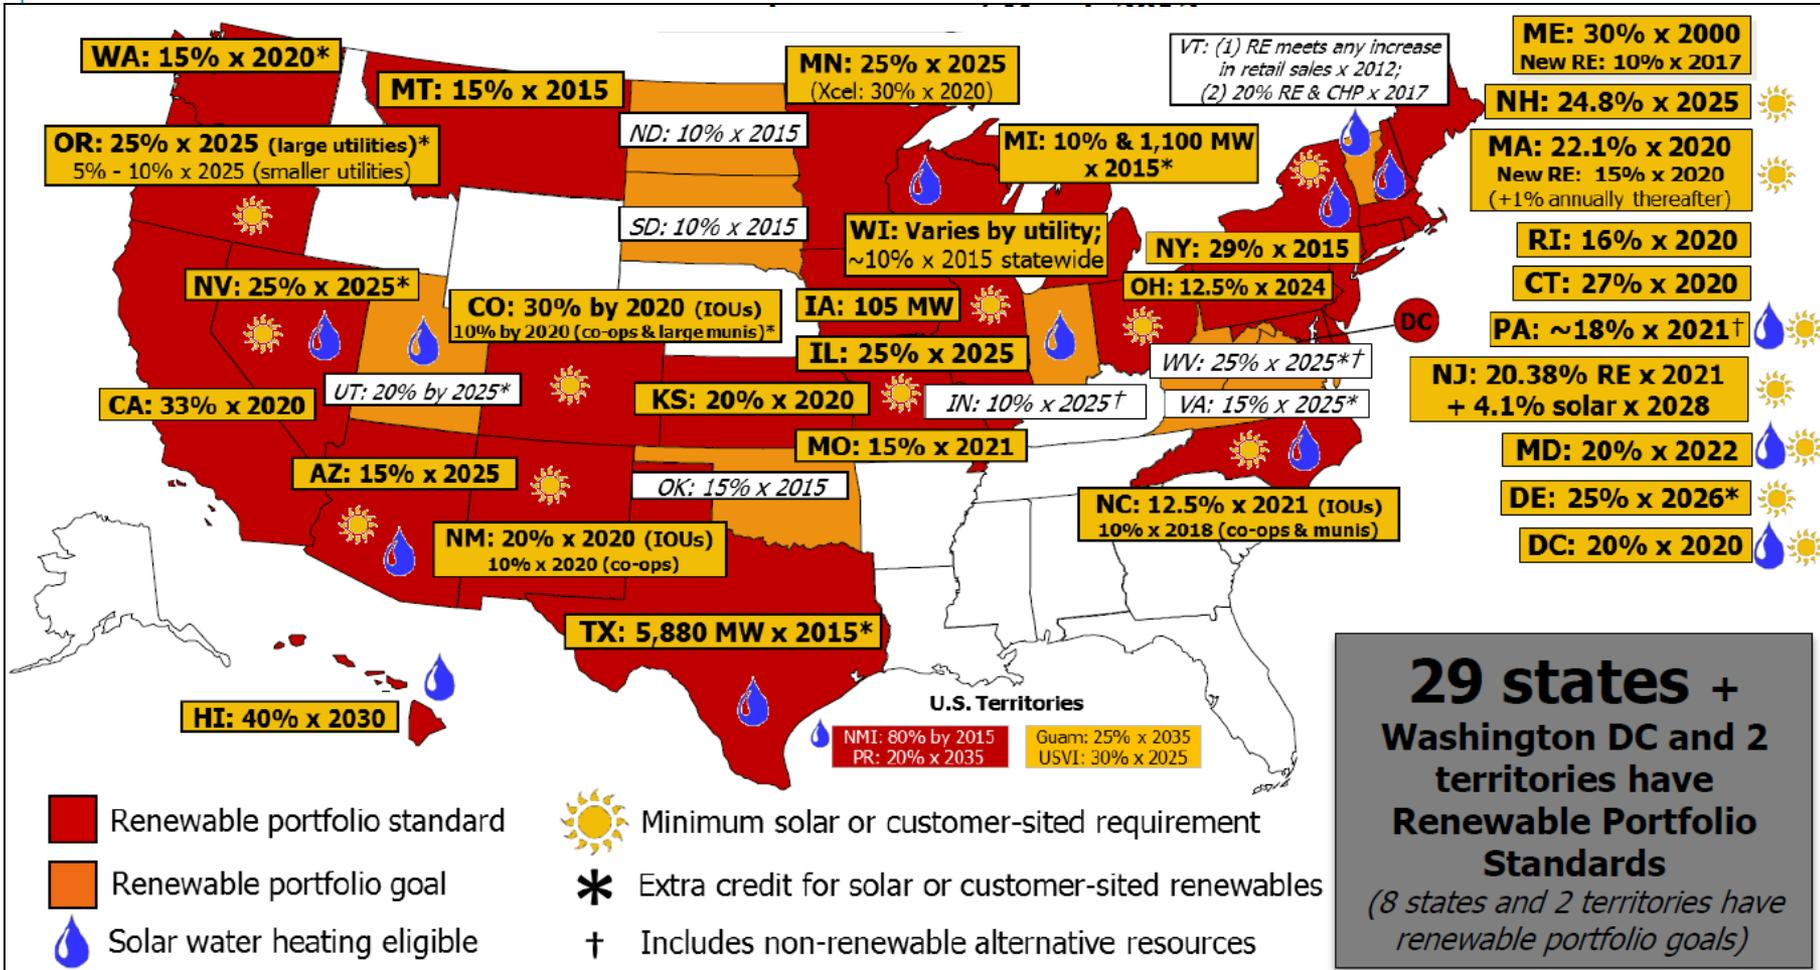 WA: 15% x 2020*
MT: 15% x 2015
MN: 25% x 2025
(Xcel: 30% x 2020)
VT: (1) RE meets any increase
in retail sales x 2012;
(2) 20% RE & CHP x 2017
ME: 30% x 2000
New RE: 10% x 2017
NH: 24.8% x 2025
ND: 10% x 2015
OR: 25% x 2025 (large utilities)*
5% - 10% x 2025 (smaller utilities)
MI: 10% & 1,100 MW
x 2015*
MA: 22.1% x 2020
New RE: 15% x 2020
(+1% annually thereafter)
SD: 10% x 2015
WI: Varies by utility;
~10% x 2015 statewide
NY: 29% x 2015
RI: 16% x 2020
NV: 25% x 2025*
CO: 30% by 2020 (IOUs)
10% by 2020 (co-ops & large munis)*
IA: 105 MW
OH: 12.5% x 2024
CT: 27% x 2020
DC
PA: ~18% x 2021†
IL: 25% x 2025
WV: 25% x 2025*†
UT: 20% by 2025*
CA: 33% x 2020
KS: 20% x 2020
IN: 10% x 2025†
VA: 15% x 2025*
NJ: 20.38% RE x 2021
+ 4.1% solar x 2028
MO: 15% x 2021
MD: 20% x 2022
AZ: 15% x 2025
OK: 15% x 2015
NC: 12.5% x 2021 (IOUs)
10% x 2018 (co-ops & munis)
DE: 25% x 2026*
NM: 20% x 2020 (IOUs)
10% x 2020 (co-ops)
DC: 20% x 2020
TX: 5,880 MW x 2015*
HI: 40% x 2030
U.S. Territories
NMI: 80% by 2015
PR: 20% x 2035
Guam: 25% x 2035
USVI: 30% x 2025
29 states +
Washington DC and 2
territories have
Renewable Portfolio
Standards
(8 states and 2 territories have
renewable portfolio goals)
Renewable portfolio standard
Renewable portfolio goal
Solar water heating eligible
Minimum solar or customer-sited requirement
* Extra credit for solar or customer-sited renewables
† Includes non-renewable alternative resources